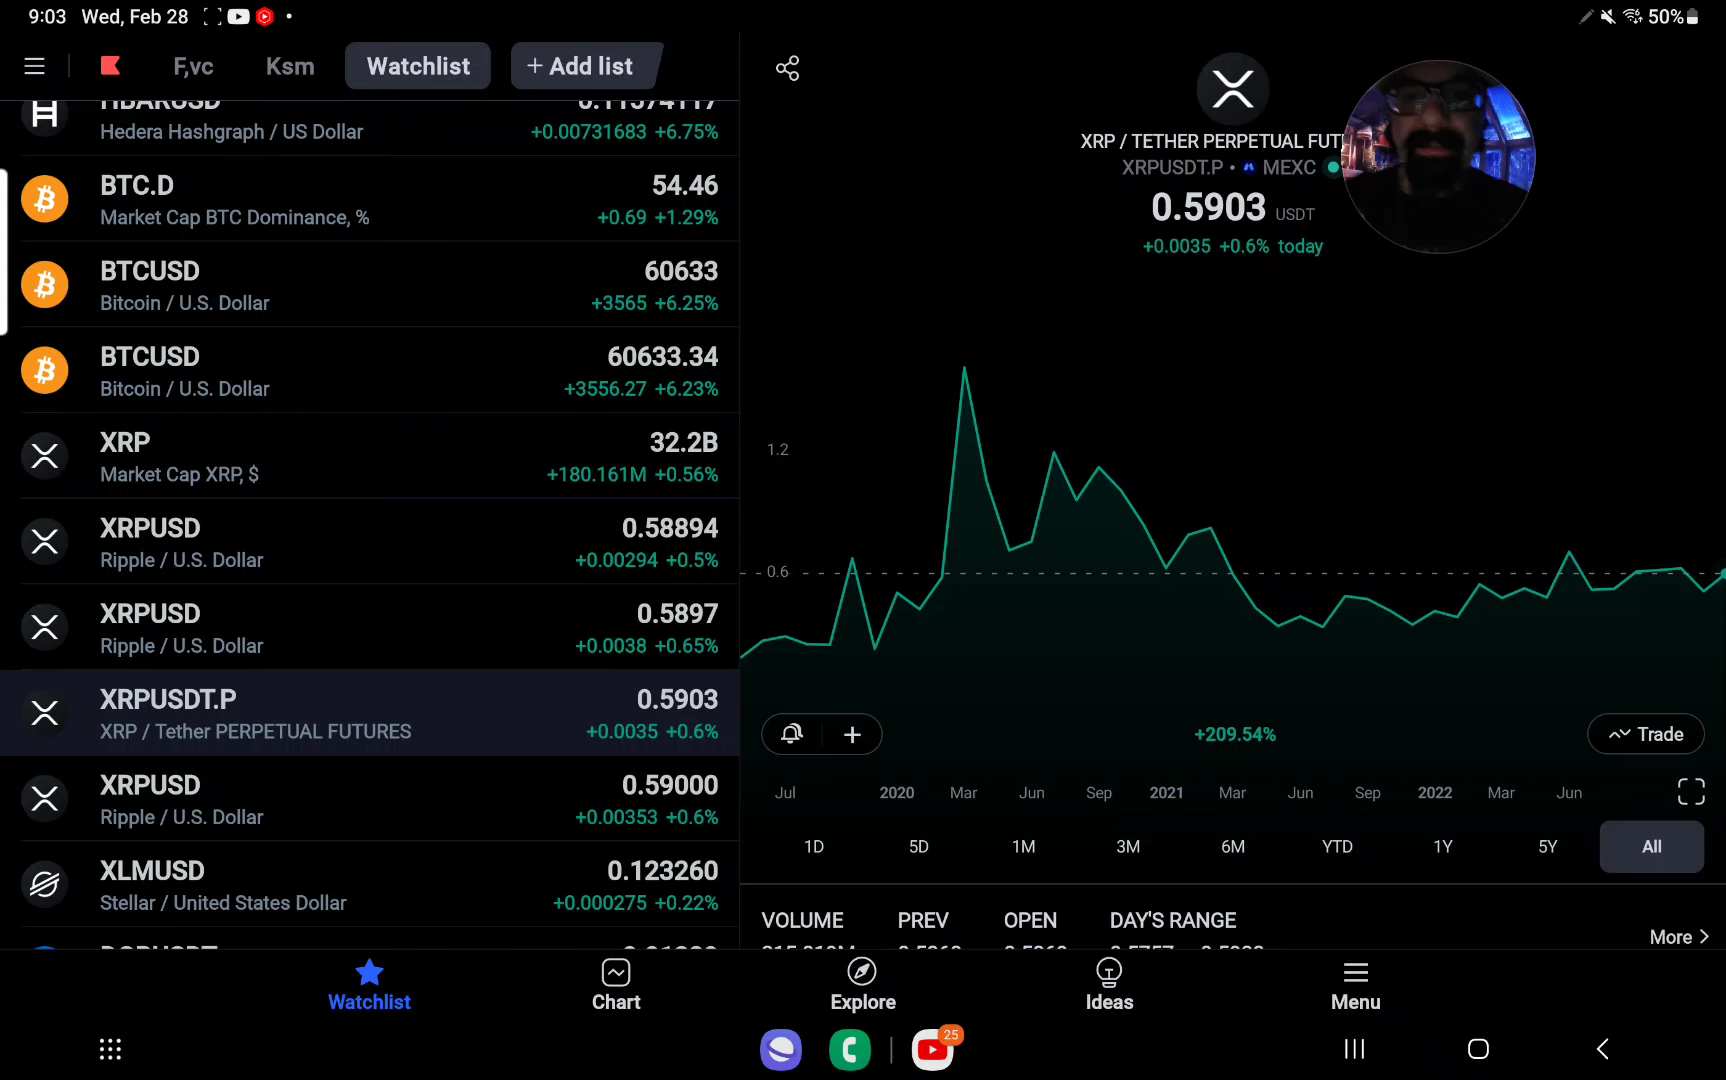 9:03 Wed, Feb 28
50%
F,vc Ksm Watchlist + Add list
HBARUSD 0.11574117
Hedera Hashgraph / US Dollar +0.00731683 +6.75%
BTC.D 54.46
Market Cap BTC Dominance, % +0.69 +1.29%
BTCUSD 60633
Bitcoin / U.S. Dollar +3565 +6.25%
BTCUSD 60633.34
Bitcoin / U.S. Dollar +3556.27 +6.23%
XRP 32.2B
Market Cap XRP, $ +180.161M +0.56%
XRPUSD 0.58894
Ripple / U.S. Dollar +0.00294 +0.5%
XRPUSD 0.5897
Ripple / U.S. Dollar +0.0038 +0.65%
XRPUSDT.P 0.5903
XRP / Tether PERPETUAL FUTURES +0.0035 +0.6%
XRPUSD 0.59000
Ripple / U.S. Dollar +0.00353 +0.6%
XLMUSD 0.123260
Stellar / United States Dollar +0.000275 +0.22%
XRP / TETHER PERPETUAL FUT
XRPUSDT.P • MEXC
0.5903 USDT
+0.0035 +0.6% today
1.2
0.6
+209.54%
Trade
Jul 2020 Mar Jun Sep 2021 Mar Jun Sep 2022 Mar Jun
1D 5D 1M 3M 6M YTD 1Y 5Y All
VOLUME PREV OPEN DAY'S RANGE
More >
Watchlist Chart Explore Ideas Menu
25